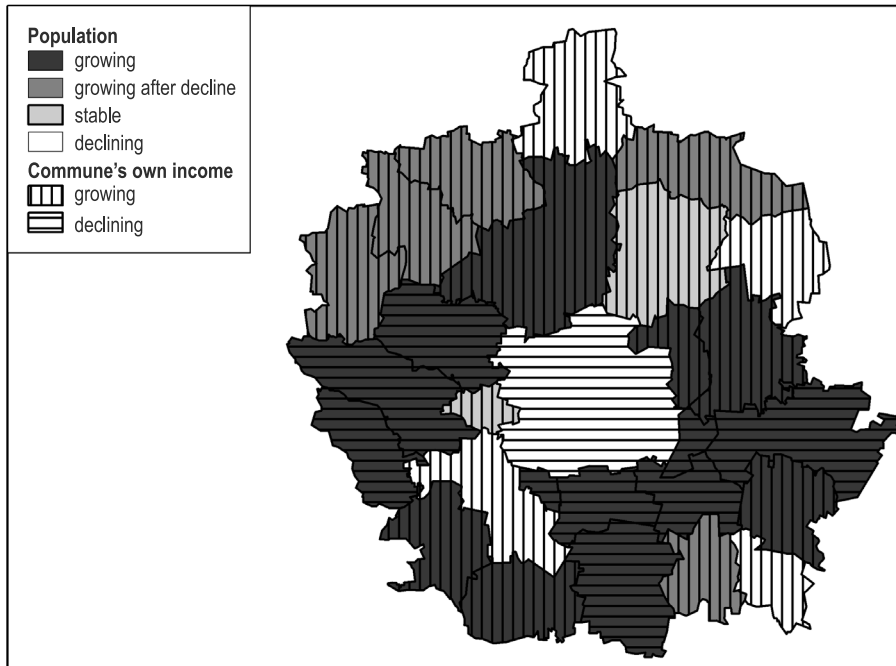 Population
growing
growing after decline
stable
declining
Commune's own income
growing
declining